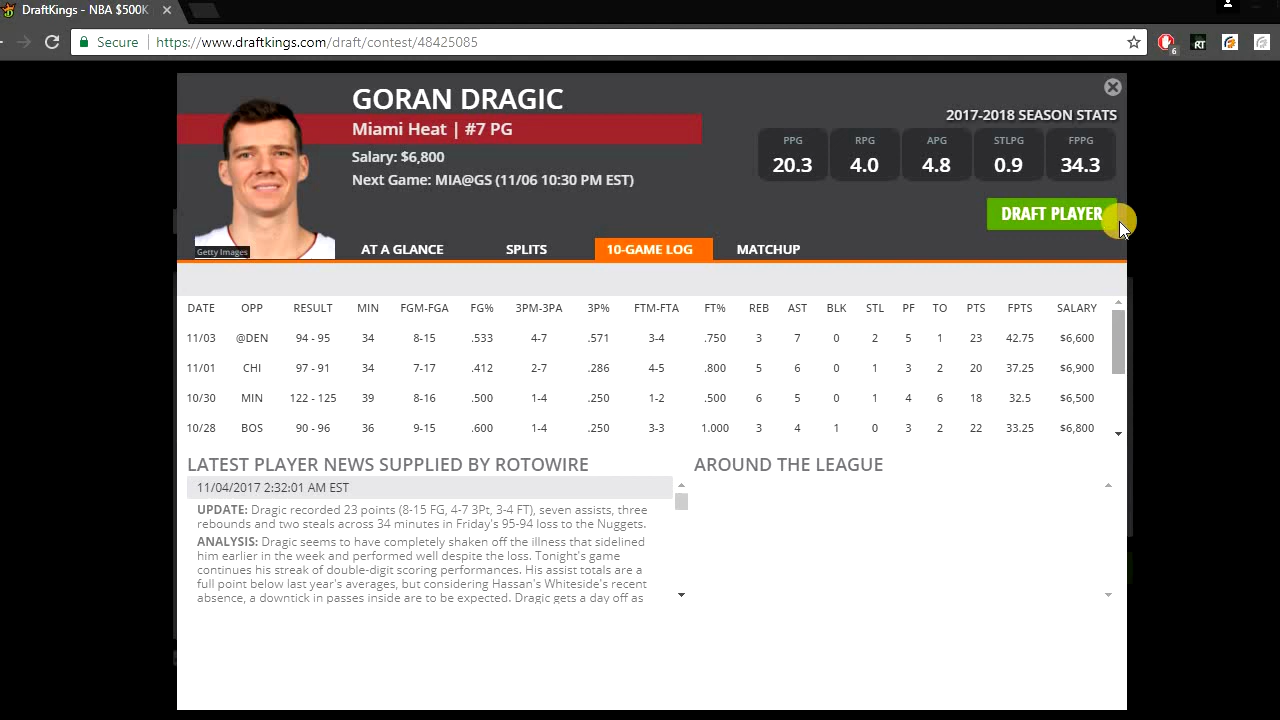 DraftKings - NBA $500K
Secure
https://www.draftkings.com/draft/contest/48425085
6
RT
GORAN DRAGIC
Miami Heat | #7 PG
Salary: $6,800
Next Game: MIA@GS (11/06 10:30 PM EST)
Getty Images
2017-2018 SEASON STATS
PPG RPG APG STLPG FPPG
20.3 4.0 4.8 0.9 34.3
DRAFT PLAYER
AT A GLANCE SPLITS 10-GAME LOG MATCHUP
DATE OPP RESULT MIN FGM-FGA FG% 3PM-3PA 3P% FTM-FTA FT% REB AST BLK STL PF TO PTS FPTS SALARY
11/03 @DEN 94 - 95 34 8-15 .533 4-7 .571 3-4 .750 3 7 0 2 5 1 23 42.75 $6,600
11/01 CHI 97 - 91 34 7-17 .412 2-7 .286 4-5 .800 5 6 0 1 3 2 20 37.25 $6,900
10/30 MIN 122 - 125 39 8-16 .500 1-4 .250 1-2 .500 6 5 0 1 4 6 18 32.5 $6,500
10/28 BOS 90 - 96 36 9-15 .600 1-4 .250 3-3 1.000 3 4 1 0 3 2 22 33.25 $6,800
LATEST PLAYER NEWS SUPPLIED BY ROTOWIRE
11/04/2017 2:32:01 AM EST
UPDATE: Dragic recorded 23 points (8-15 FG, 4-7 3Pt, 3-4 FT), seven assists, three
rebounds and two steals across 34 minutes in Friday's 95-94 loss to the Nuggets.
ANALYSIS: Dragic seems to have completely shaken off the illness that sidelined
him earlier in the week and performed well despite the loss. Tonight's game
continues his streak of double-digit scoring performances. His assist totals are a
full point below last year's averages, but considering Hassan's Whiteside's recent
absence, a downtick in passes inside are to be expected. Dragic gets a day off as
AROUND THE LEAGUE